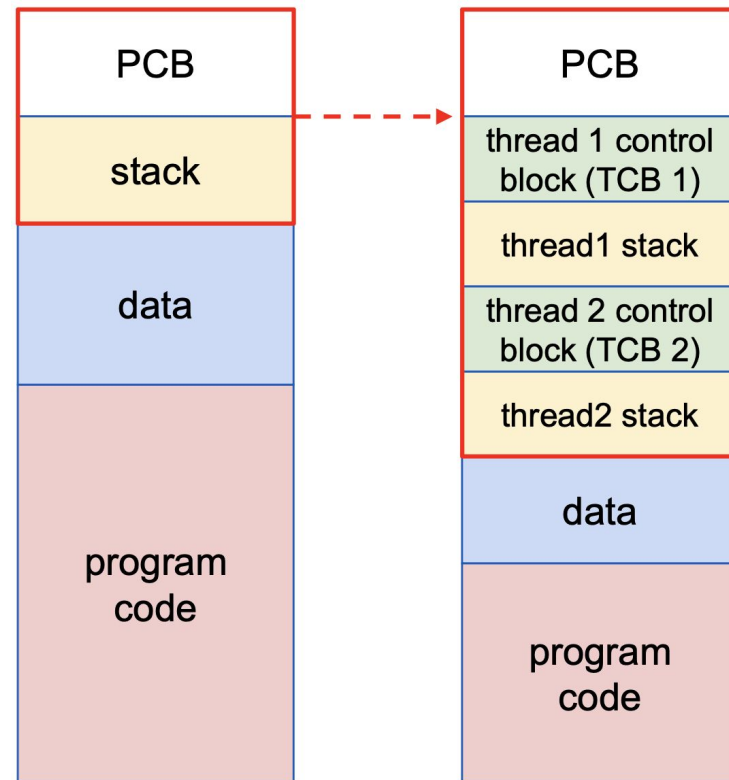 PCB
stack
data
program
code
PCB
thread 1 control
block (TCB 1)
thread1 stack
thread 2 control
block (TCB 2)
thread2 stack
data
program
code